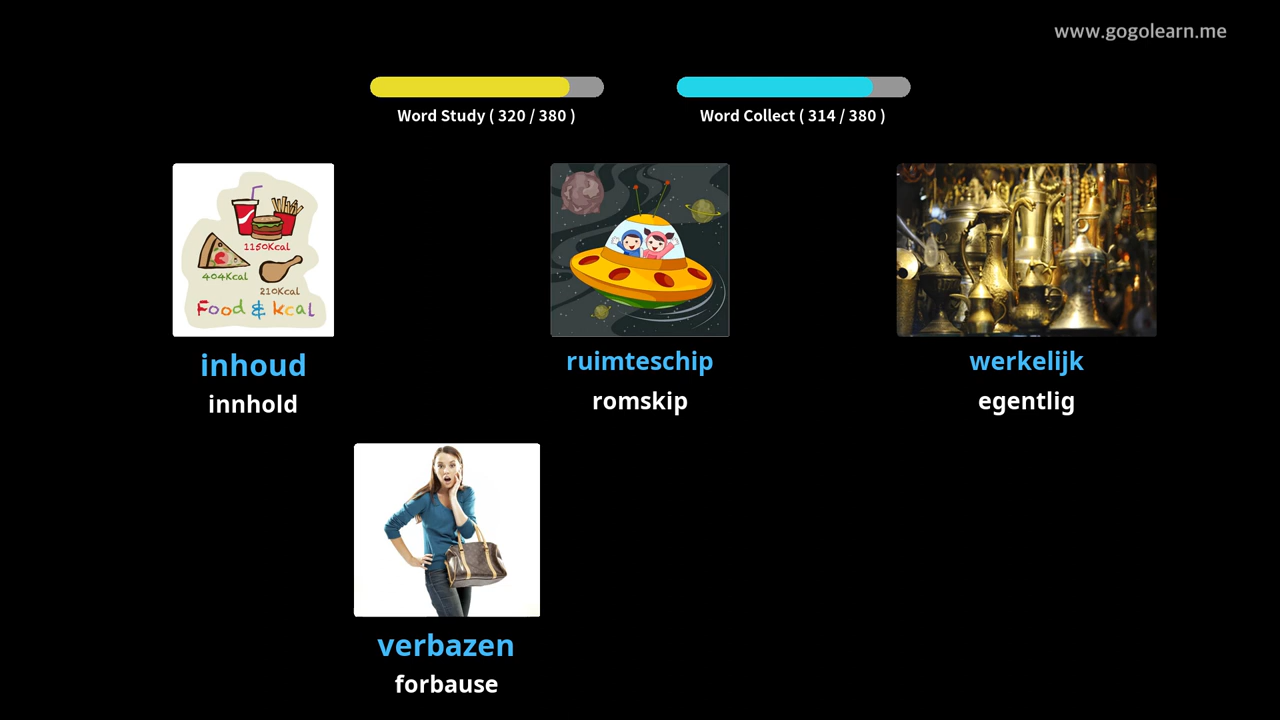 www.gogolearn.me
Word Study ( 320 / 380 )
Word Collect ( 314 / 380 )
1150Kcal
404Kcal
210Kcal
Food & kcal
inhoud
innhold
ruimteschip
romskip
werkelijk
egentlig
verbazen
forbause